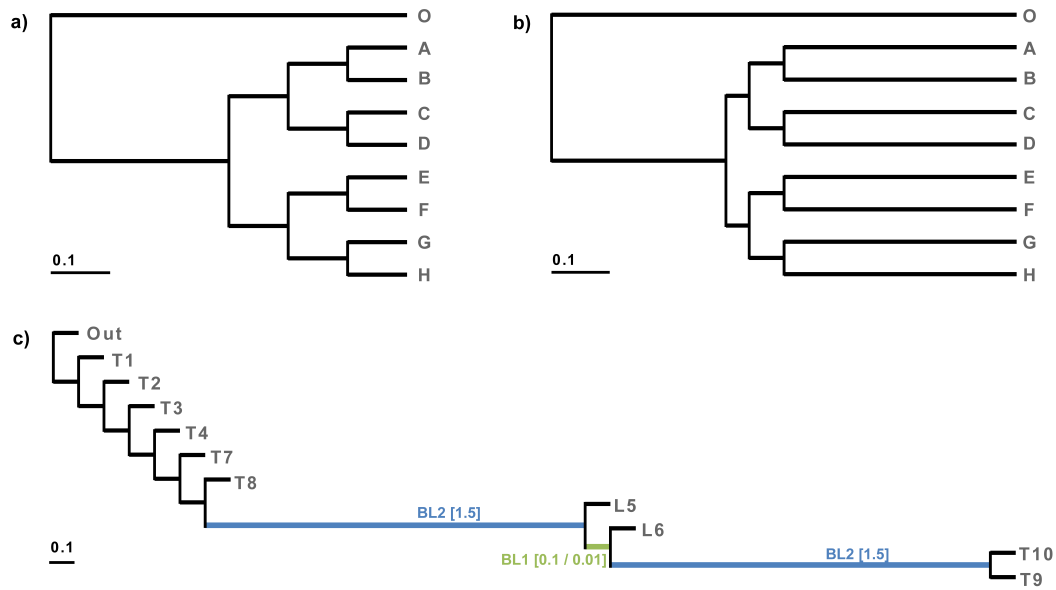 a)
O
A
B
C
D
E
F
G
H
0.1
b)
O
A
B
C
D
E
F
G
H
0.1
c)
Out
T1
T2
T3
T4
T7
T8
BL2 [1.5]
L5
L6
BL1 [0.1 / 0.01]
BL2 [1.5]
T10
T9
0.1